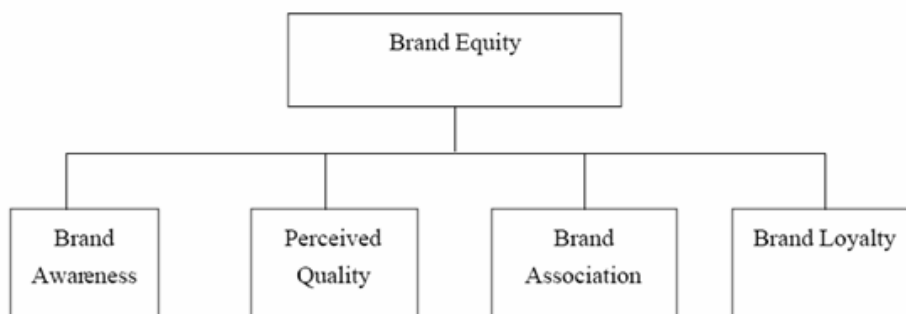 Brand Equity
Brand
Awareness
Perceived
Quality
Brand
Association
Brand Loyalty